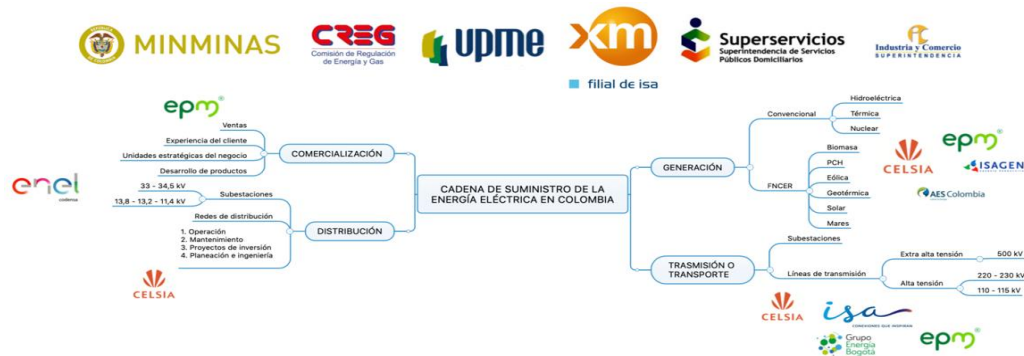 MINMINAS
CREG
Comisión de Regulación
de Energía y Gas
upme
xm
filial de isa
Superservicios
Superintendencia de Servicios
Públicos Domiciliarios
Industria y Comercio
SUPERINTENDENCIA
epm®
Ventas
Experiencia del cliente
Unidades estratégicas del negocio
Desarrollo de productos
COMERCIALIZACIÓN
enel
codensa
33 - 34,5 kV
13,8 - 13,2 - 11,4 kV
Subestaciones
Redes de distribución
1. Operación
2. Mantenimiento
3. Proyectos de inversión
4. Planeación e ingeniería
DISTRIBUCIÓN
CELSIA
CADENA DE SUMINISTRO DE LA
ENERGÍA ELÉCTRICA EN COLOMBIA
GENERACIÓN
Convencional
Hidroeléctrica
Térmica
Nuclear
FNCER
Biomasa
PCH
Eólica
Geotérmica
Solar
Mares
CELSIA
epm®
ISAGEN
AES Colombia
TRASMISIÓN O
TRANSPORTE
Subestaciones
Líneas de transmisión
Extra alta tensión
500 kV
Alta tensión
220 - 230 kV
110 - 115 kV
CELSIA
isa
CONEXIONES QUE INSPIRAN
Grupo
Energía
Bogotá
epm®